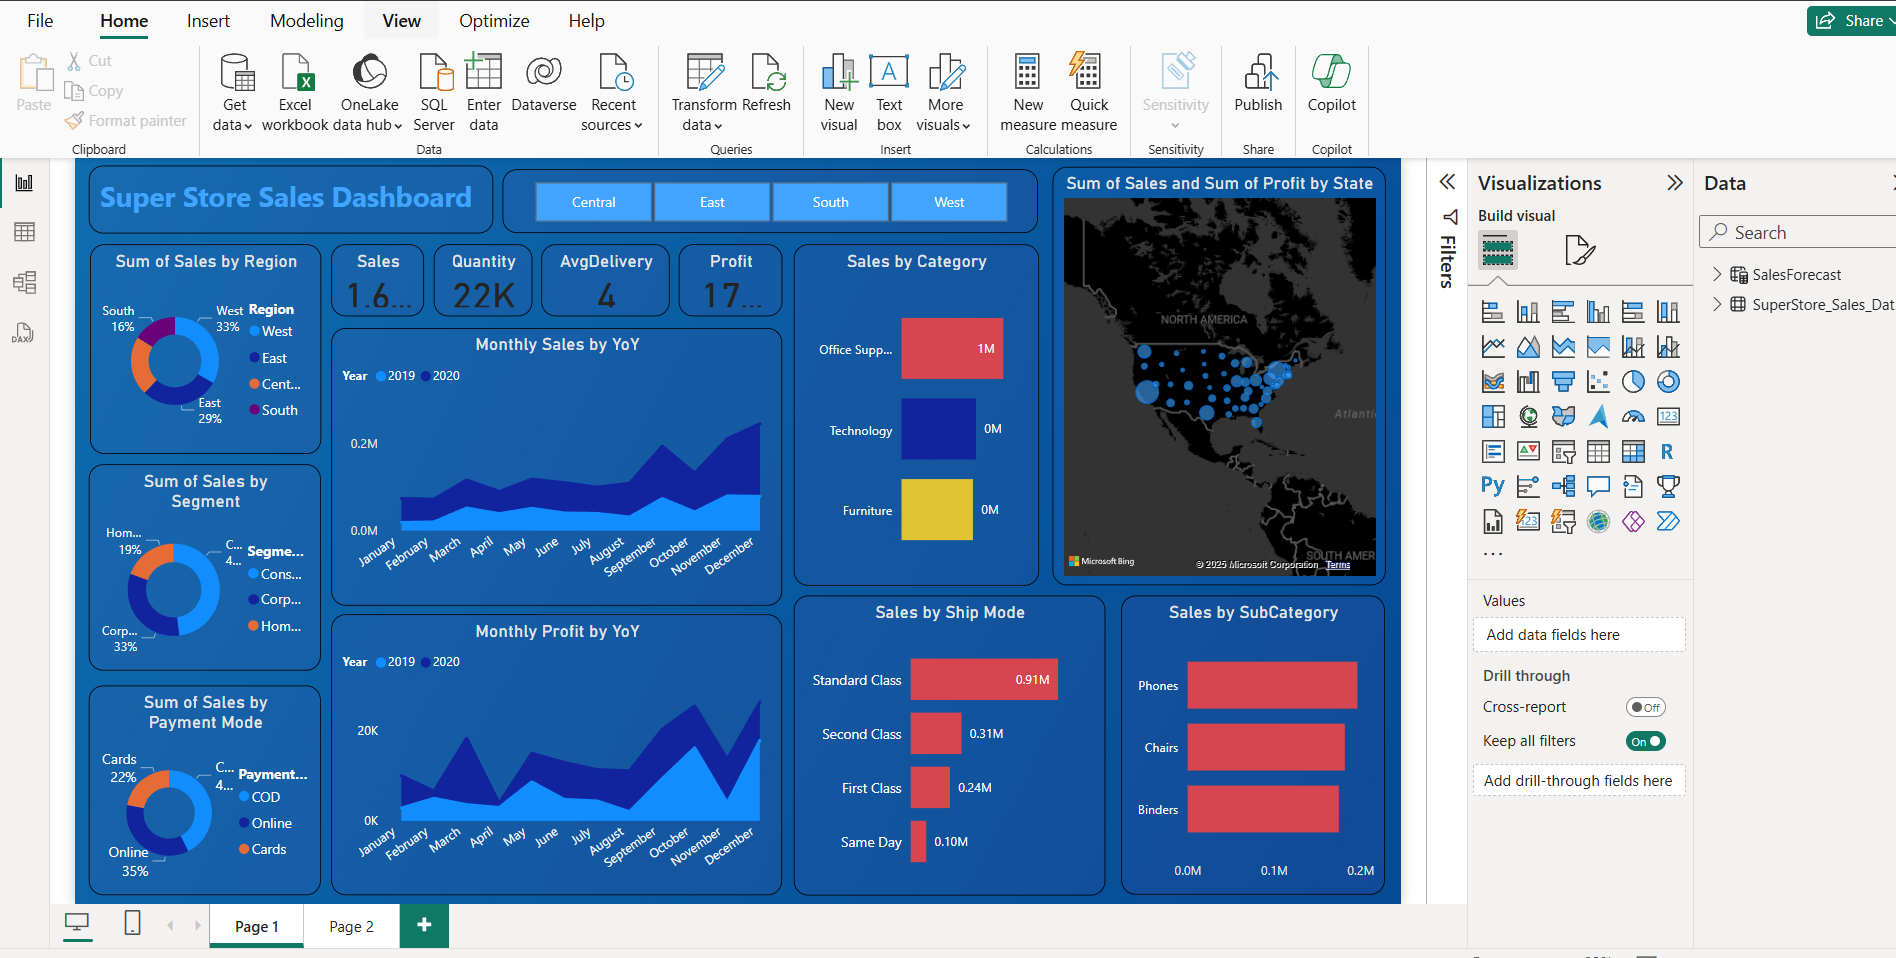 File Home Insert Modeling View Optimize Help
Share
Paste
Cut
Copy
Format painter
Clipboard
Get data
Excel workbook
OneLake data hub
SQL Server
Enter data
Dataverse
Recent sources
Data
Transform data
Refresh
Queries
New visual
Text box
More visuals
Insert
New measure
Quick measure
Calculations
Sensitivity
Sensitivity
Publish
Share
Copilot
Copilot
Super Store Sales Dashboard
Central East South West
Sum of Sales by Region
South
16%
West
33%
East
29%
Region
West
East
Cent...
South
Sales
1.6...
Quantity
22K
AvgDelivery
4
Profit
17...
Monthly Sales by YoY
Year 2019 2020
0.2M
0.0M
January February March April May June July August September October November December
Sales by Category
Office Supp...
1M
Technology
0M
Furniture
0M
Sum of Sales and Sum of Profit by State
NORTH AMERICA
Atlanti
SOUTH AMER
Microsoft Bing
© 2025 Microsoft Corporation Terms
Sum of Sales by
Segment
Hom...
19%
C...
4...
Corp...
33%
Segme...
Cons...
Corp...
Hom...
Sum of Sales by
Payment Mode
Cards
22%
C...
4...
Online
35%
Payment...
COD
Online
Cards
Monthly Profit by YoY
Year 2019 2020
20K
0K
January February March April May June July August September October November December
Sales by Ship Mode
Standard Class 0.91M
Second Class 0.31M
First Class 0.24M
Same Day 0.10M
Sales by SubCategory
Phones
Chairs
Binders
0.0M 0.1M 0.2M
Filters
Visualizations
Build visual
123
R
Py
123
...
Values
Add data fields here
Drill through
Cross-report Off
Keep all filters On
Add drill-through fields here
Data
Search
SalesForecast
SuperStore_Sales_Dat
DAX
Page 1
Page 2